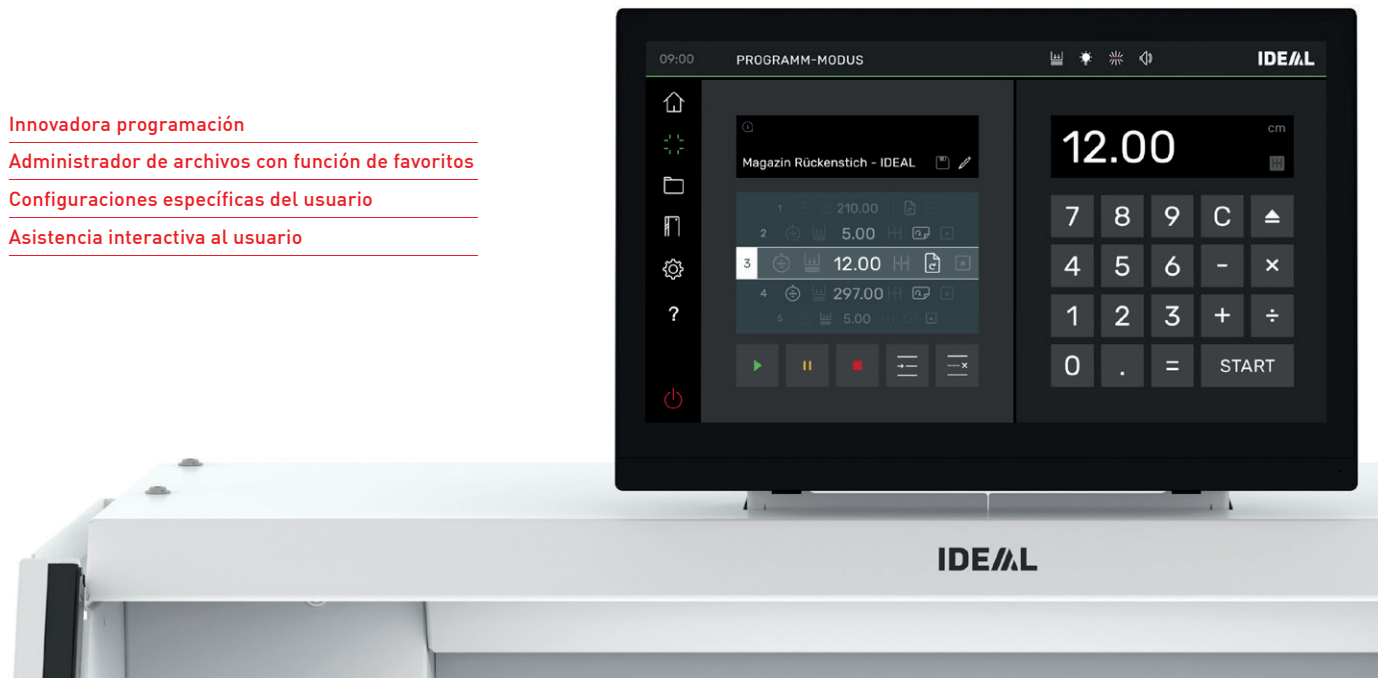 Innovadora programación
Administrador de archivos con función de favoritos
Configuraciones específicas del usuario
Asistencia interactiva al usuario
09:00 PROGRAMM-MODUS IDEAL
Magazin Rückenstich - IDEAL
1 210.00
2 5.00
3 12.00
4 297.00
5 5.00
12.00 cm
7 8 9 C
4 5 6 - ×
1 2 3 + ÷
0 . = START
?
IDEAL